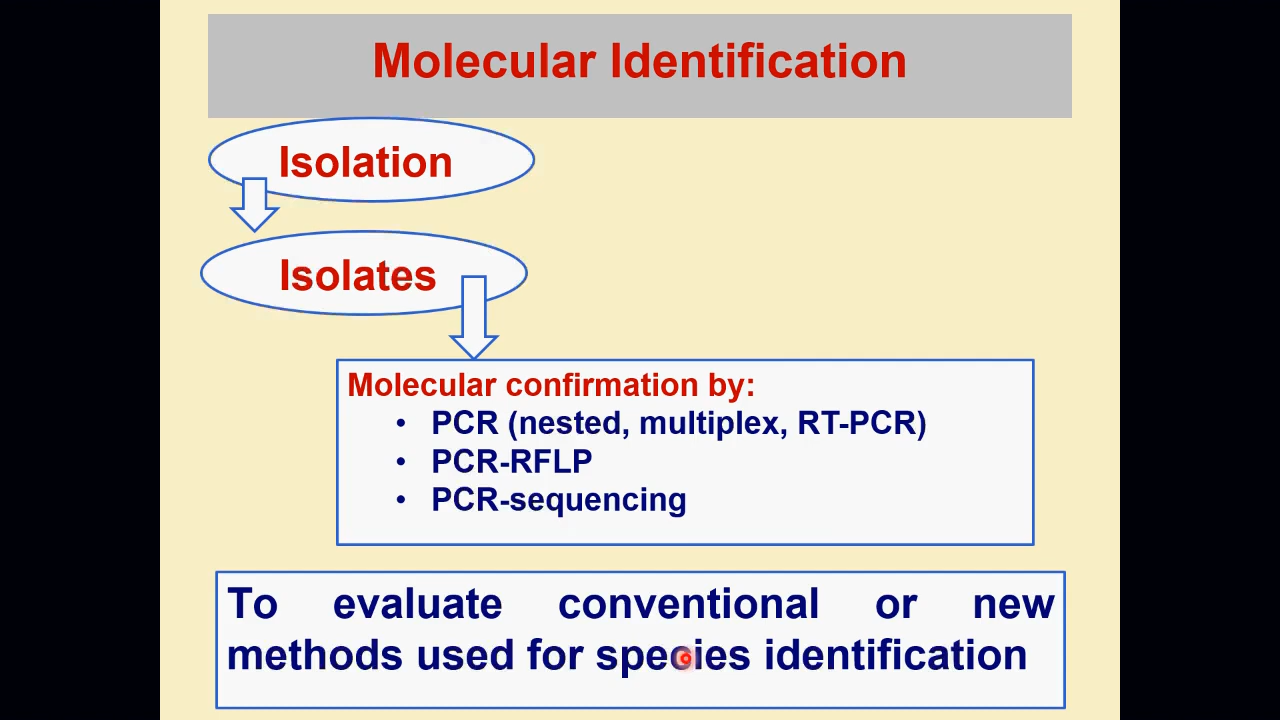 Molecular Identification
Isolation
Isolates
Molecular confirmation by:
• PCR (nested, multiplex, RT-PCR)
• PCR-RFLP
• PCR-sequencing
To evaluate conventional or new
methods used for species identification